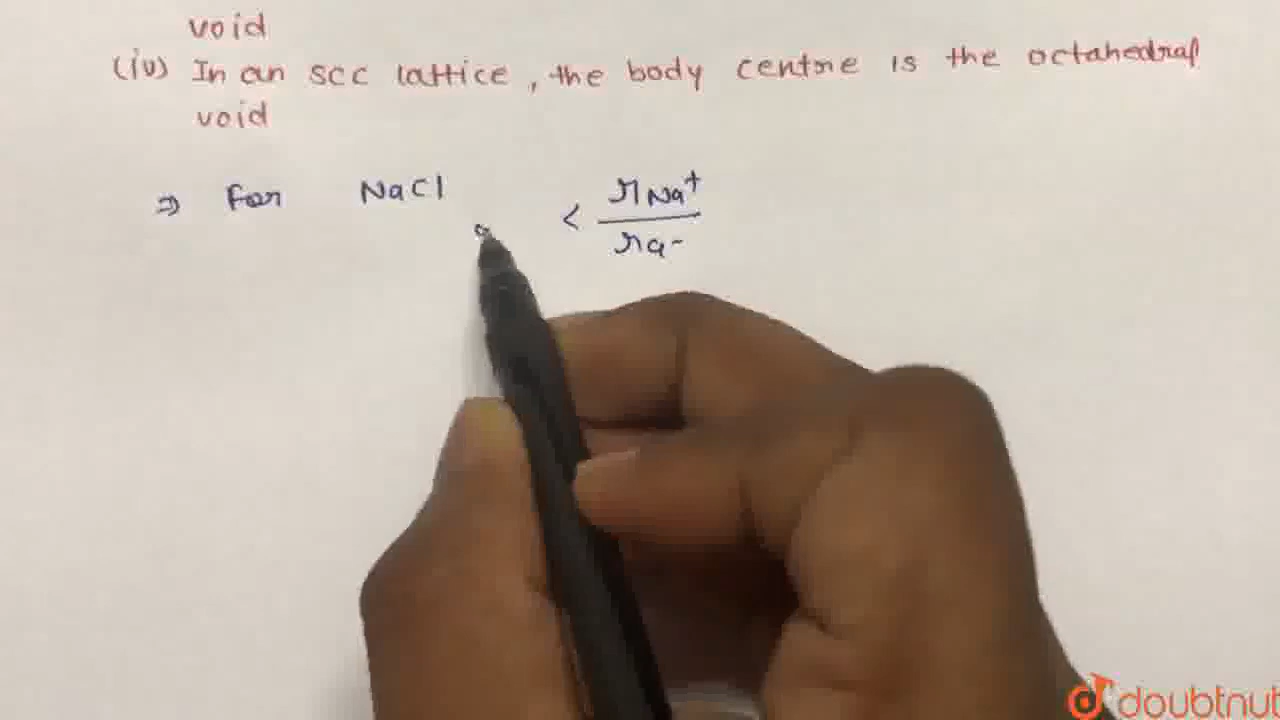 void
(iv) In an scc lattice, the body centre is the octahedral
void
⇒ For NaCl < rNa+
rCl-
doubtnut